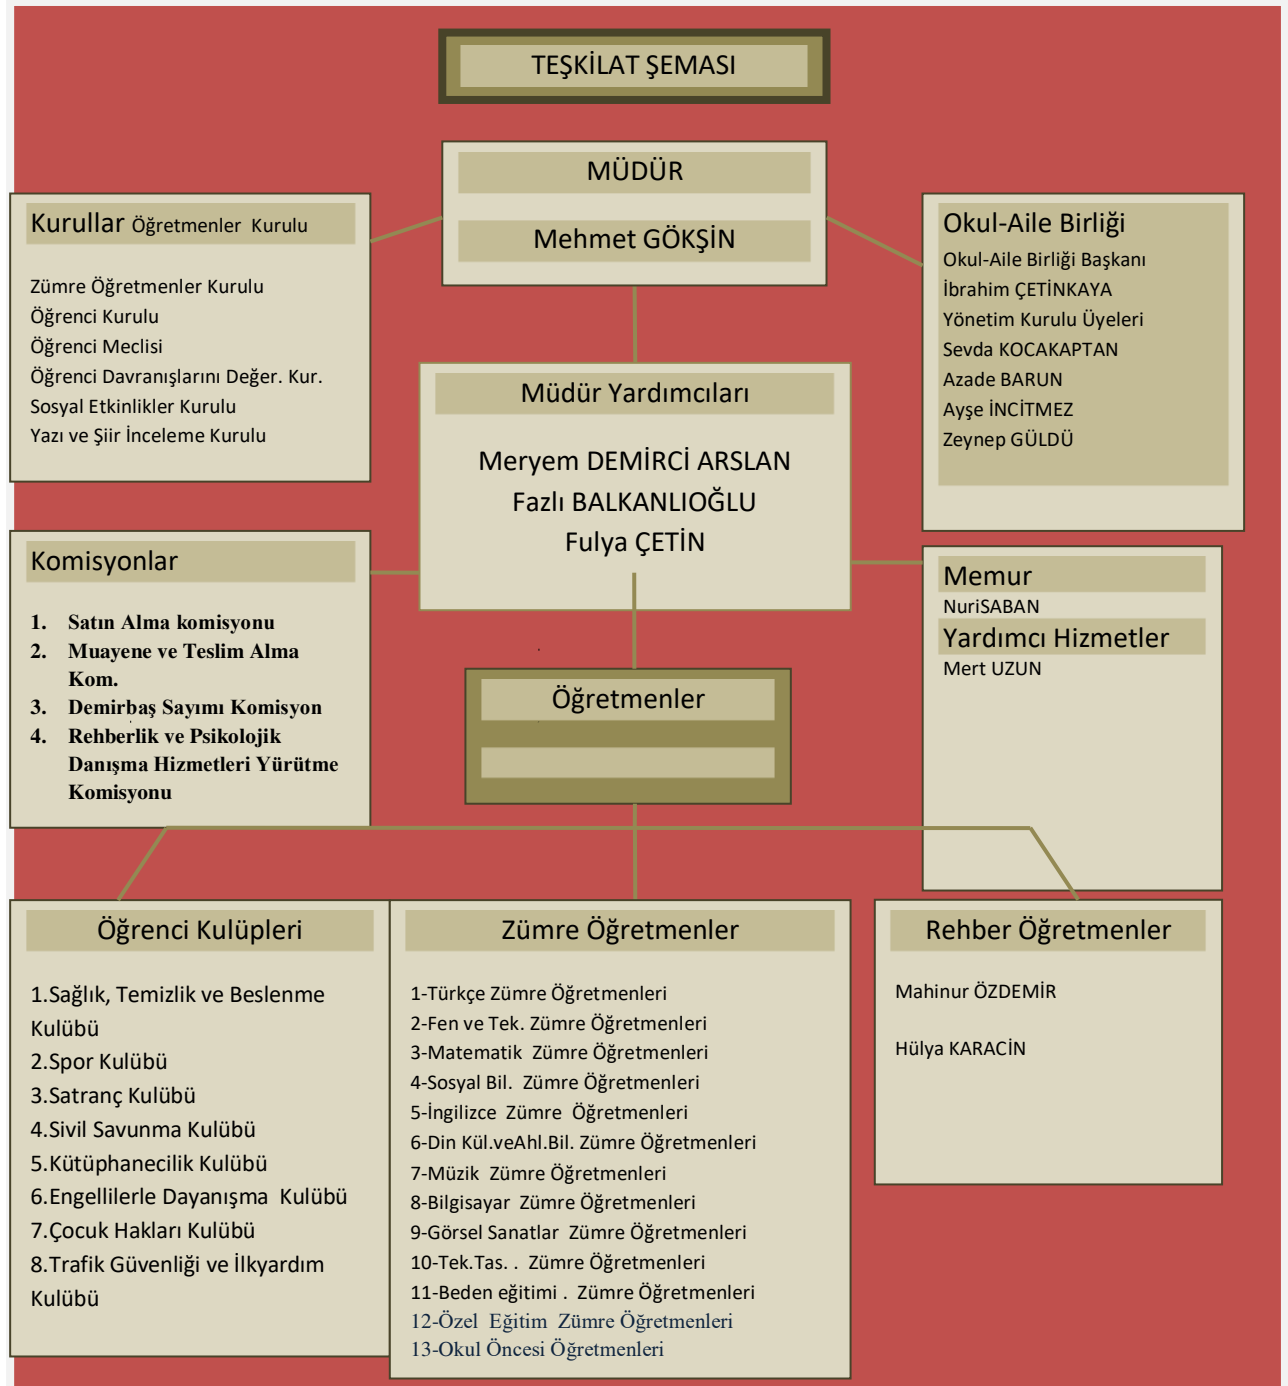 TEŞKİLAT ŞEMASI
MÜDÜR
Mehmet GÖKŞİN
Kurullar Öğretmenler Kurulu
Zümre Öğretmenler Kurulu
Öğrenci Kurulu
Öğrenci Meclisi
Öğrenci Davranışlarını Değer. Kur.
Sosyal Etkinlikler Kurulu
Yazı ve Şiir İnceleme Kurulu
Okul-Aile Birliği
Okul-Aile Birliği Başkanı
İbrahim ÇETİNKAYA
Yönetim Kurulu Üyeleri
Sevda KOCAKAPTAN
Azade BARUN
Ayşe İNCİTMEZ
Zeynep GÜLDÜ
Müdür Yardımcıları
Meryem DEMİRCİ ARSLAN
Fazlı BALKANLIOĞLU
Fulya ÇETİN
Komisyonlar
1. Satın Alma komisyonu
2. Muayene ve Teslim Alma
Kom.
3. Demirbaş Sayımı Komisyon
4. Rehberlik ve Psikolojik
Danışma Hizmetleri Yürütme
Komisyonu
Memur
NuriSABAN
Yardımcı Hizmetler
Mert UZUN
Öğretmenler
Öğrenci Kulüpleri
1.Sağlık, Temizlik ve Beslenme
Kulübü
2.Spor Kulübü
3.Satranç Kulübü
4.Sivil Savunma Kulübü
5.Kütüphanecilik Kulübü
6.Engellilerle Dayanışma Kulübü
7.Çocuk Hakları Kulübü
8.Trafik Güvenliği ve İlkyardım
Kulübü
Zümre Öğretmenler
1-Türkçe Zümre Öğretmenleri
2-Fen ve Tek. Zümre Öğretmenleri
3-Matematik Zümre Öğretmenleri
4-Sosyal Bil. Zümre Öğretmenleri
5-İngilizce Zümre Öğretmenleri
6-Din Kül.veAhl.Bil. Zümre Öğretmenleri
7-Müzik Zümre Öğretmenleri
8-Bilgisayar Zümre Öğretmenleri
9-Görsel Sanatlar Zümre Öğretmenleri
10-Tek.Tas. . Zümre Öğretmenleri
11-Beden eğitimi . Zümre Öğretmenleri
12-Özel Eğitim Zümre Öğretmenleri
13-Okul Öncesi Öğretmenleri
Rehber Öğretmenler
Mahinur ÖZDEMİR
Hülya KARACİN